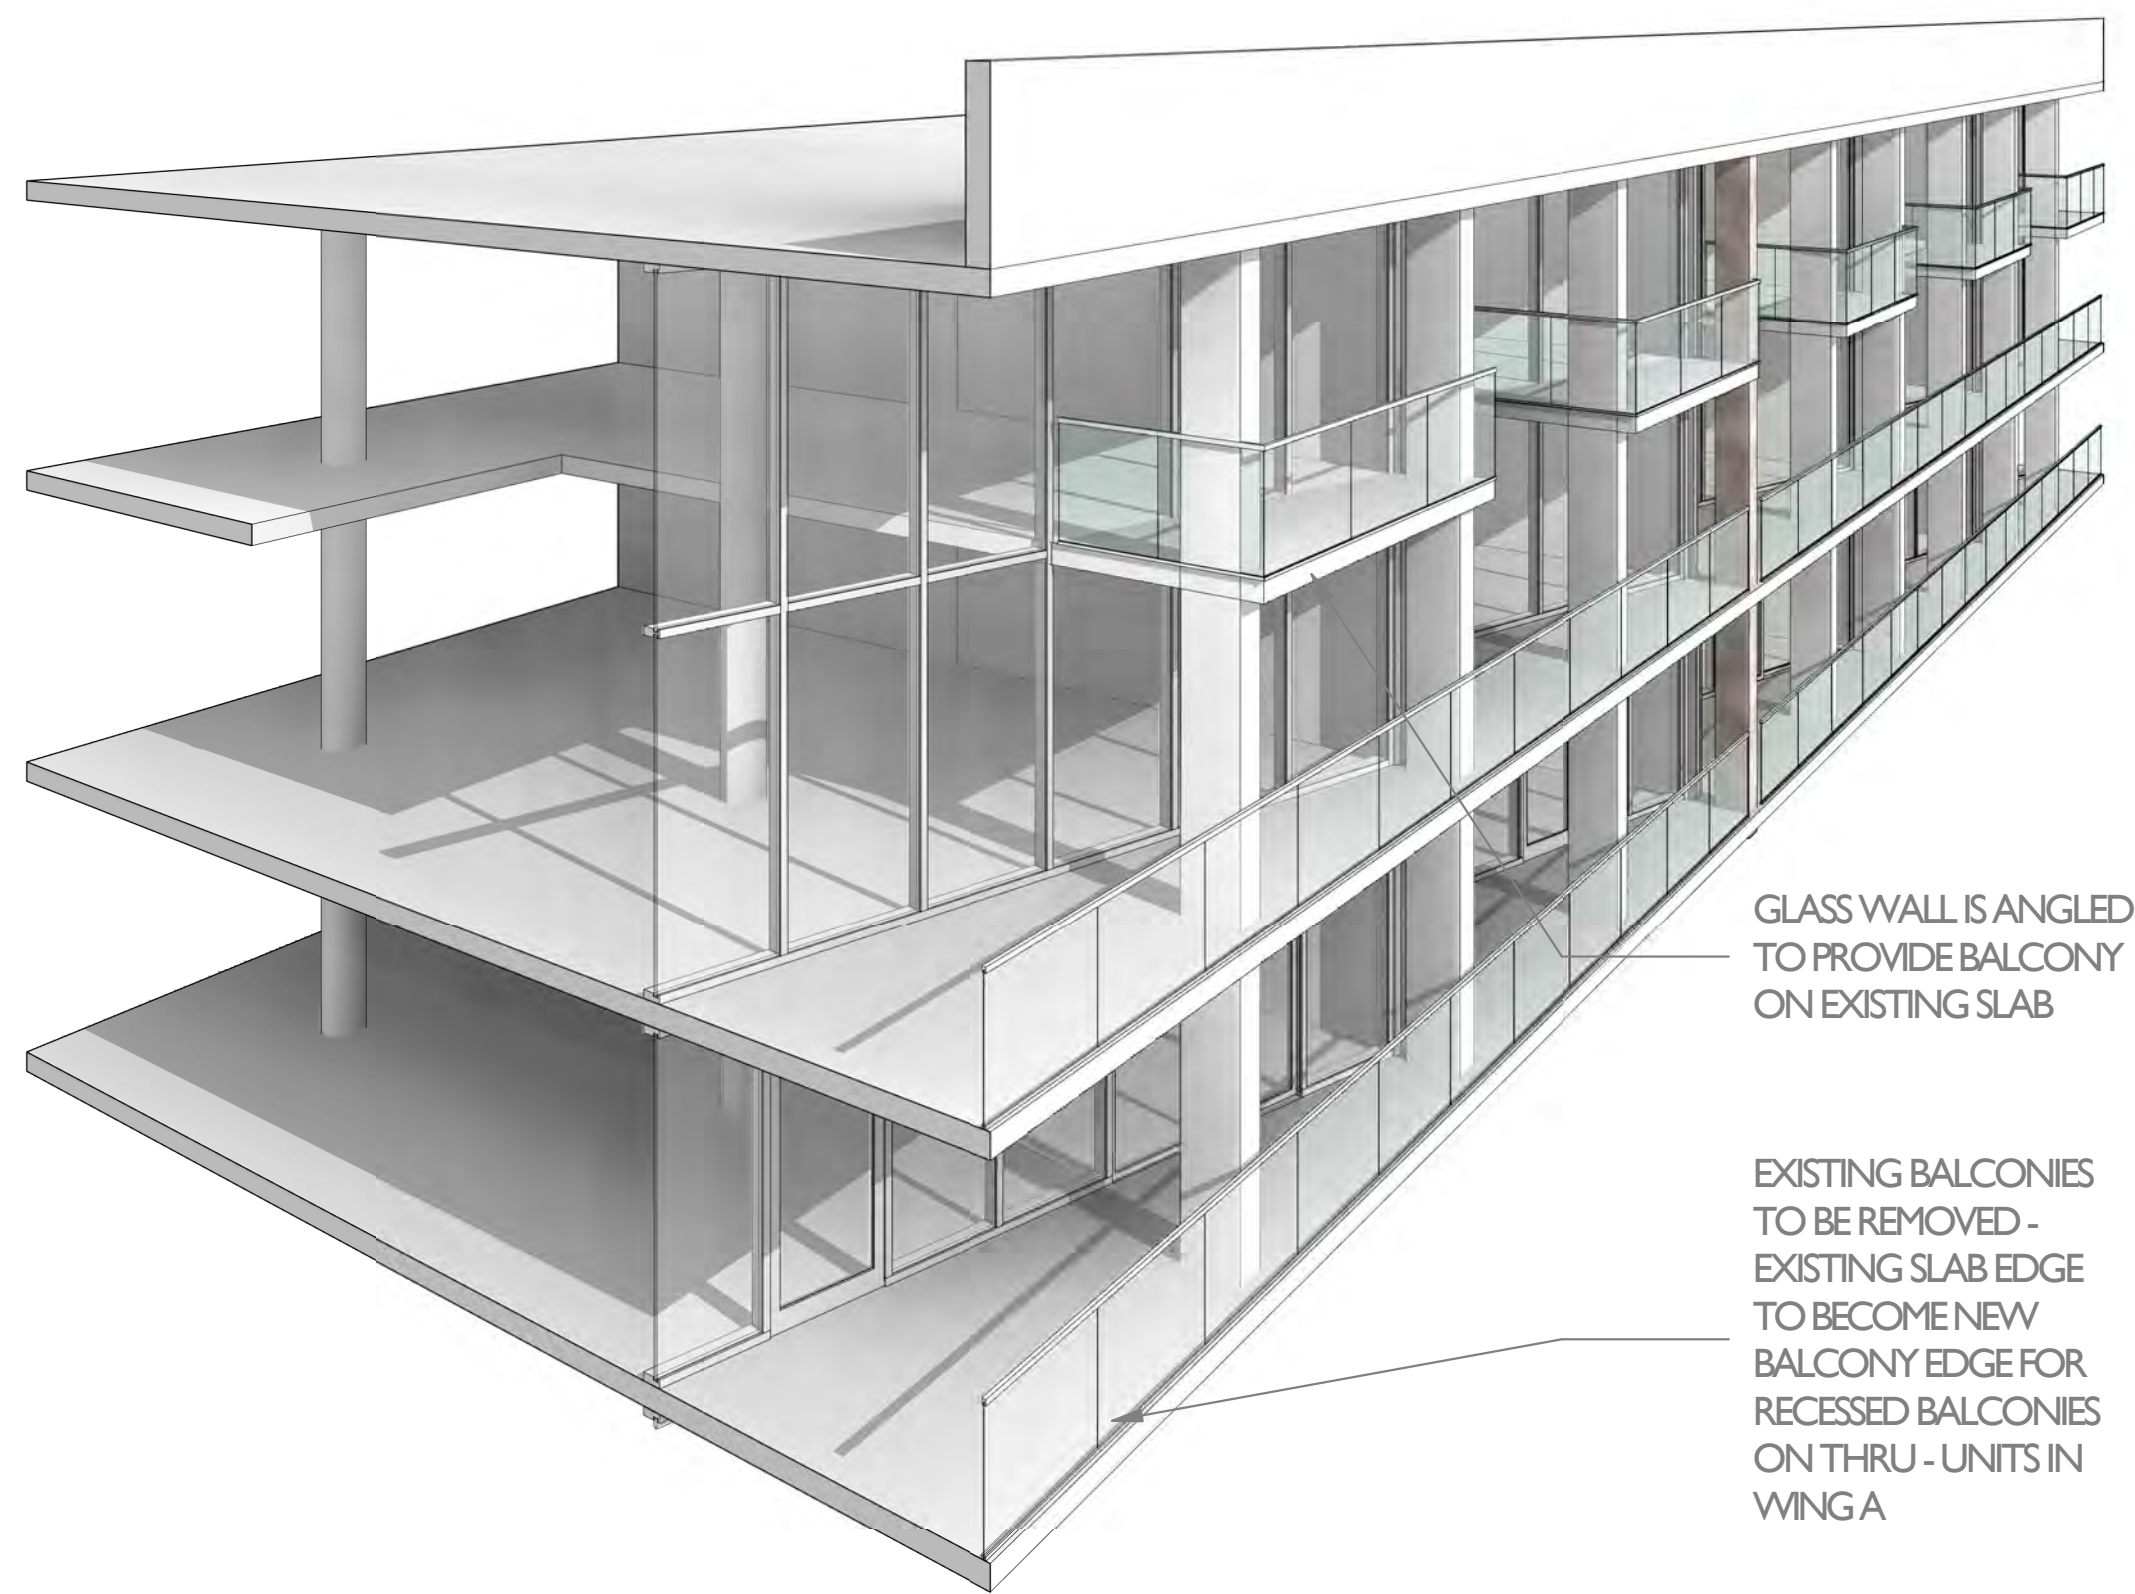 GLASS WALL IS ANGLED
TO PROVIDE BALCONY
ON EXISTING SLAB
EXISTING BALCONIES
TO BE REMOVED -
EXISTING SLAB EDGE
TO BECOME NEW
BALCONY EDGE FOR
RECESSED BALCONIES
ON THRU - UNITS IN
WING A